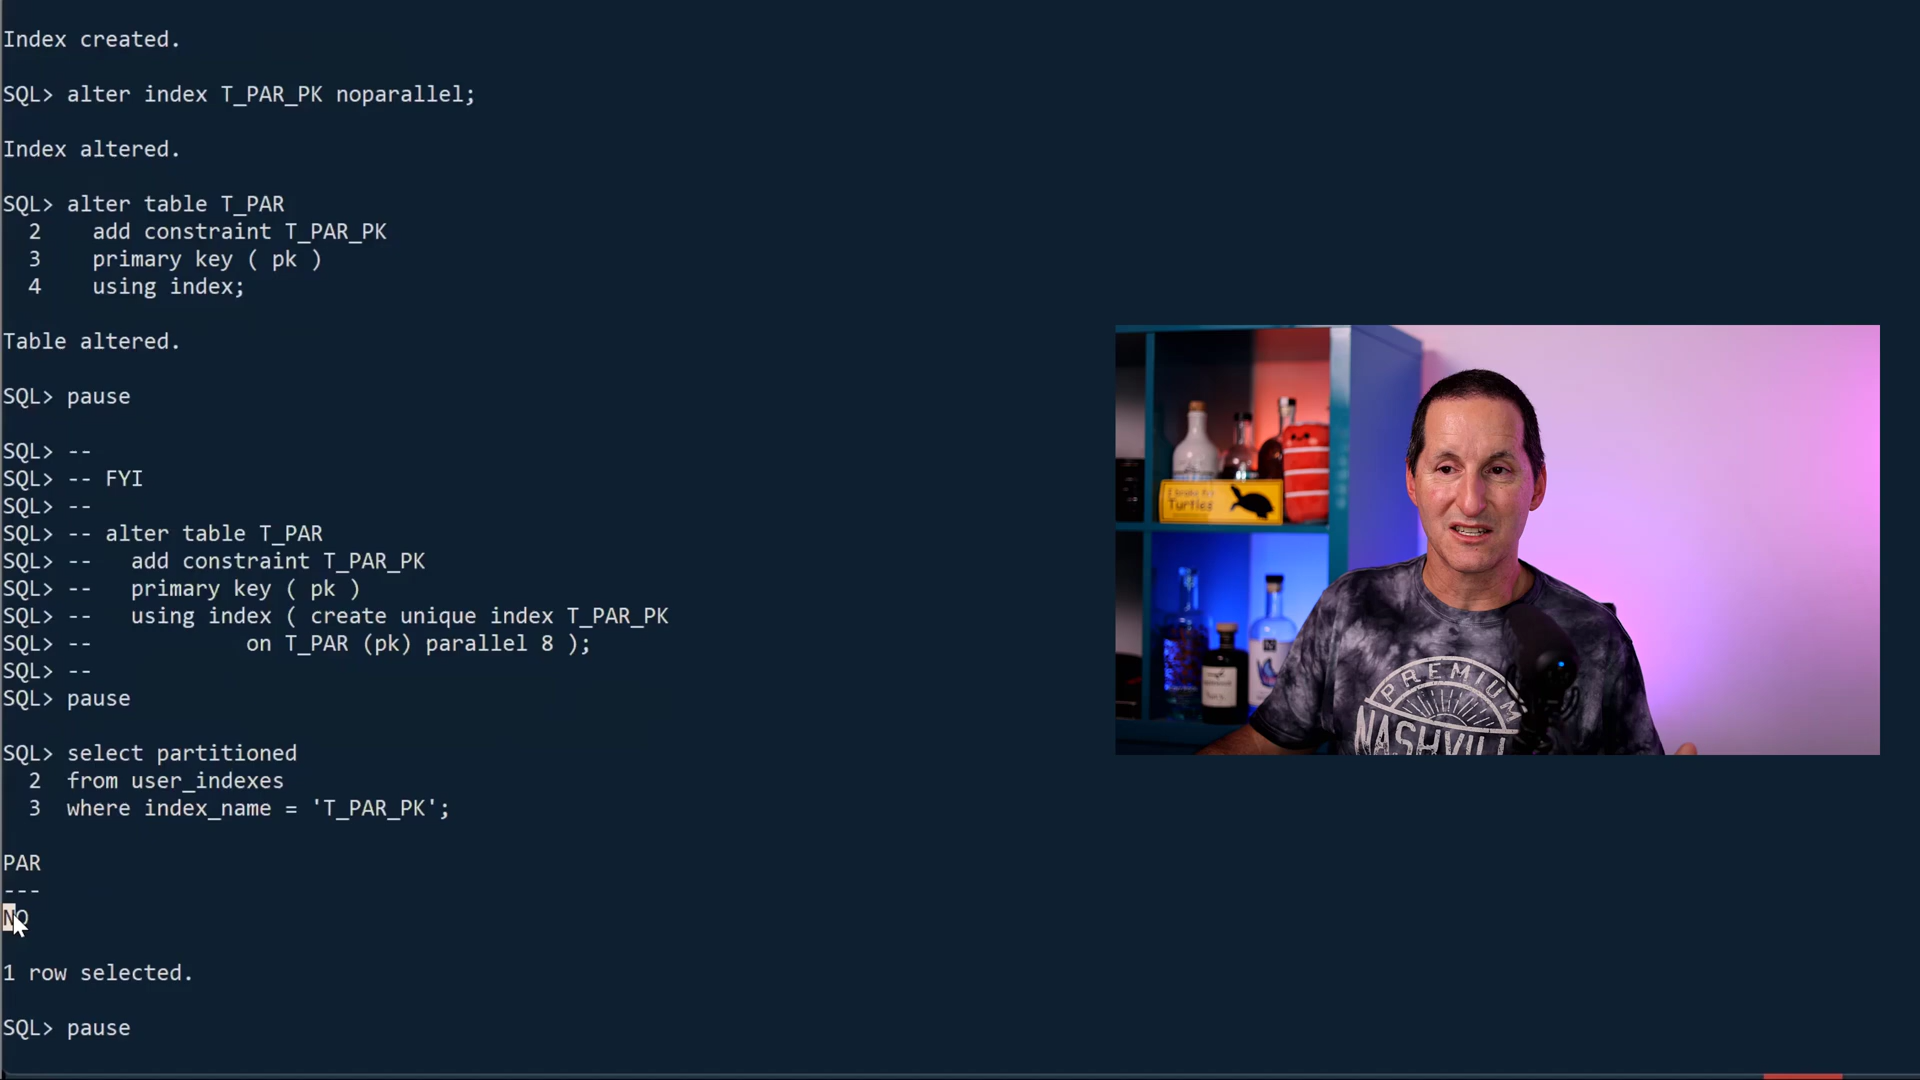 Index created.
SQL> alter index T_PAR_PK noparallel;
Index altered.
SQL> alter table T_PAR
  2    add constraint T_PAR_PK
  3    primary key ( pk )
  4    using index;
Table altered.
SQL> pause
SQL> --
SQL> -- FYI
SQL> --
SQL> -- alter table T_PAR
SQL> --   add constraint T_PAR_PK
SQL> --   primary key ( pk )
SQL> --   using index ( create unique index T_PAR_PK
SQL> --            on T_PAR (pk) parallel 8 );
SQL> --
SQL> pause
SQL> select partitioned
  2  from user_indexes
  3  where index_name = 'T_PAR_PK';
PAR
---
NO
1 row selected.
SQL> pause
Turtles
PREMIUM